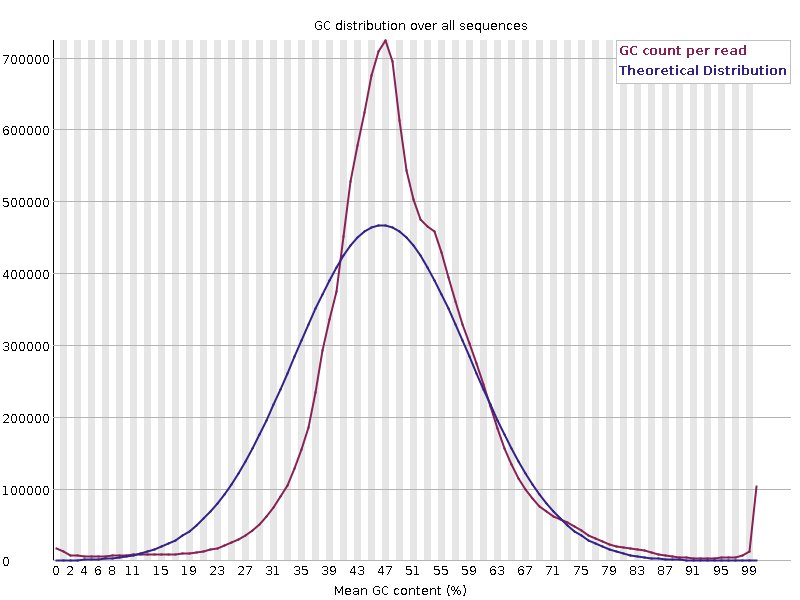 GC distribution over all sequences
GC count per read
Theoretical Distribution
700000
600000
500000
400000
300000
200000
100000
0
0 2 4 6 8 11 15 19 23 27 31 35 39 43 47 51 55 59 63 67 71 75 79 83 87 91 95 99
Mean GC content (%)